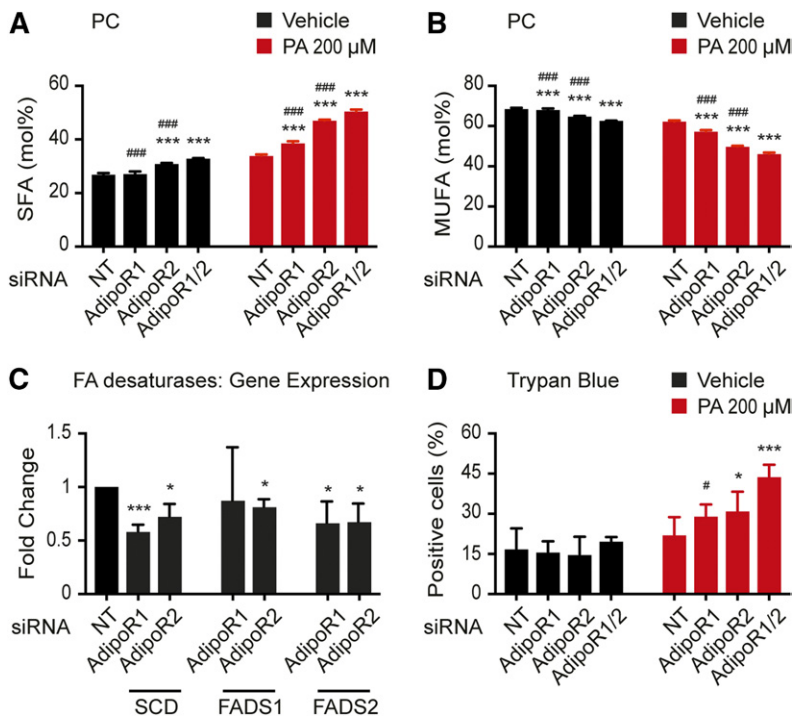 A PC
Vehicle
PA 200 µM
SFA (mol%)
60
40
20
0
### ### *** *** ### *** ### *** ***
siRNA NT AdipoR1 AdipoR2 AdipoR1/2 NT AdipoR1 AdipoR2 AdipoR1/2
B PC
Vehicle
PA 200 µM
MUFA (mol%)
80
60
40
20
0
### *** ### *** *** ### *** ### *** ***
siRNA NT AdipoR1 AdipoR2 AdipoR1/2 NT AdipoR1 AdipoR2 AdipoR1/2
C FA desaturases: Gene Expression
Fold Change
1.5
1
0.5
0
*** * * * *
siRNA NT AdipoR1 AdipoR2 AdipoR1 AdipoR2 AdipoR1 AdipoR2
SCD FADS1 FADS2
D Trypan Blue
Vehicle
PA 200 µM
Positive cells (%)
60
45
30
15
0
# * ***
siRNA NT AdipoR1 AdipoR2 AdipoR1/2 NT AdipoR1 AdipoR2 AdipoR1/2